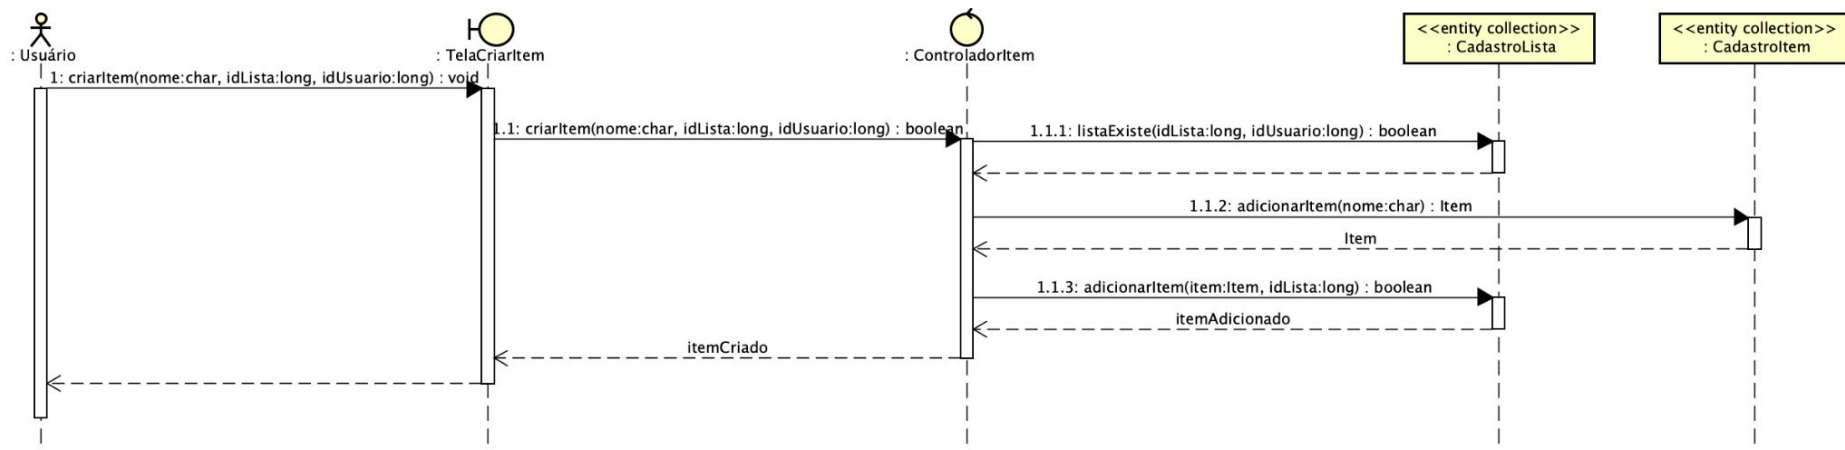 : Usuário
: TelaCriarItem
: ControladorItem
<<entity collection>>
: CadastroLista
<<entity collection>>
: CadastroItem
1: criarItem(nome:char, idLista:long, idUsuario:long) : void
1.1: criarItem(nome:char, idLista:long, idUsuario:long) : boolean
1.1.1: listaExiste(idLista:long, idUsuario:long) : boolean
1.1.2: adicionarItem(nome:char) : Item
Item
1.1.3: adicionarItem(item:Item, idLista:long) : boolean
itemAdicionado
itemCriado